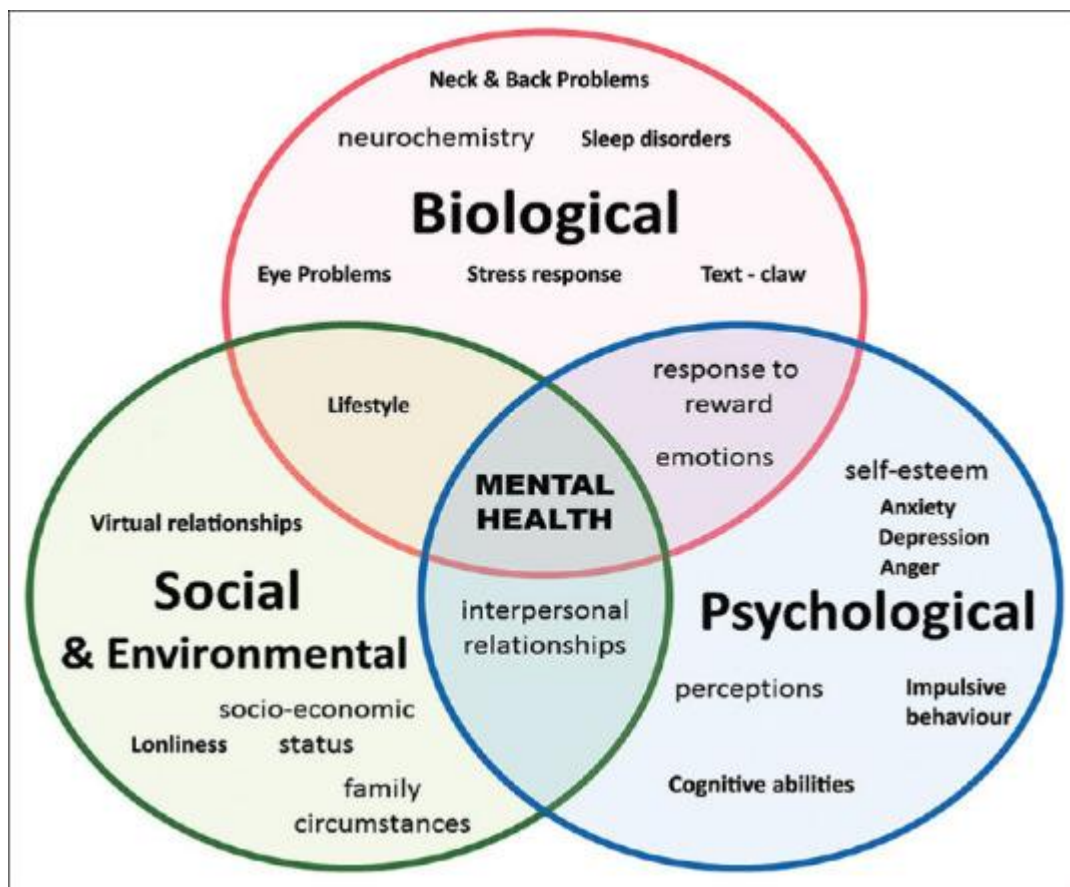 Neck & Back Problems
neurochemistry
Sleep disorders
Biological
Eye Problems
Stress response
Text - claw
response to
reward
emotions
Lifestyle
MENTAL
HEALTH
Virtual relationships
Social
& Environmental
socio-economic
status
Lonliness
family
circumstances
interpersonal
relationships
self-esteem
Anxiety
Depression
Anger
Psychological
perceptions
Impulsive
behaviour
Cognitive abilities